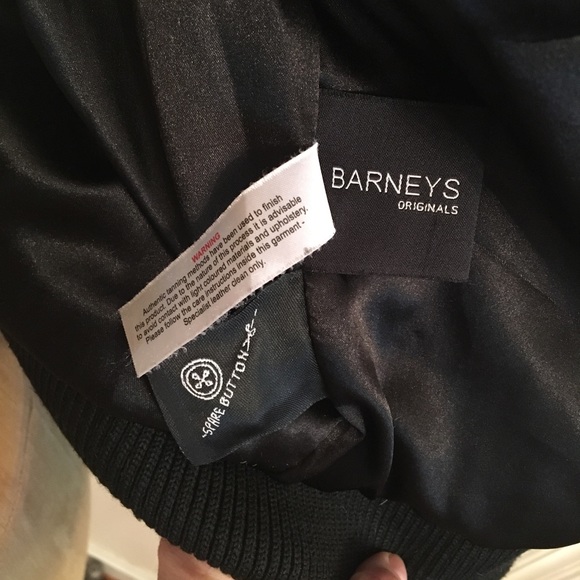 BARNEYS
ORIGINALS
WARNING
Authentic tanning methods have been used to finish
this product. Due to the nature of this process it is advisable
to avoid contact with light coloured materials and upholstery.
Please follow the care instructions inside this garment -
Specialist leather clean only.
-SPARE BUTTON